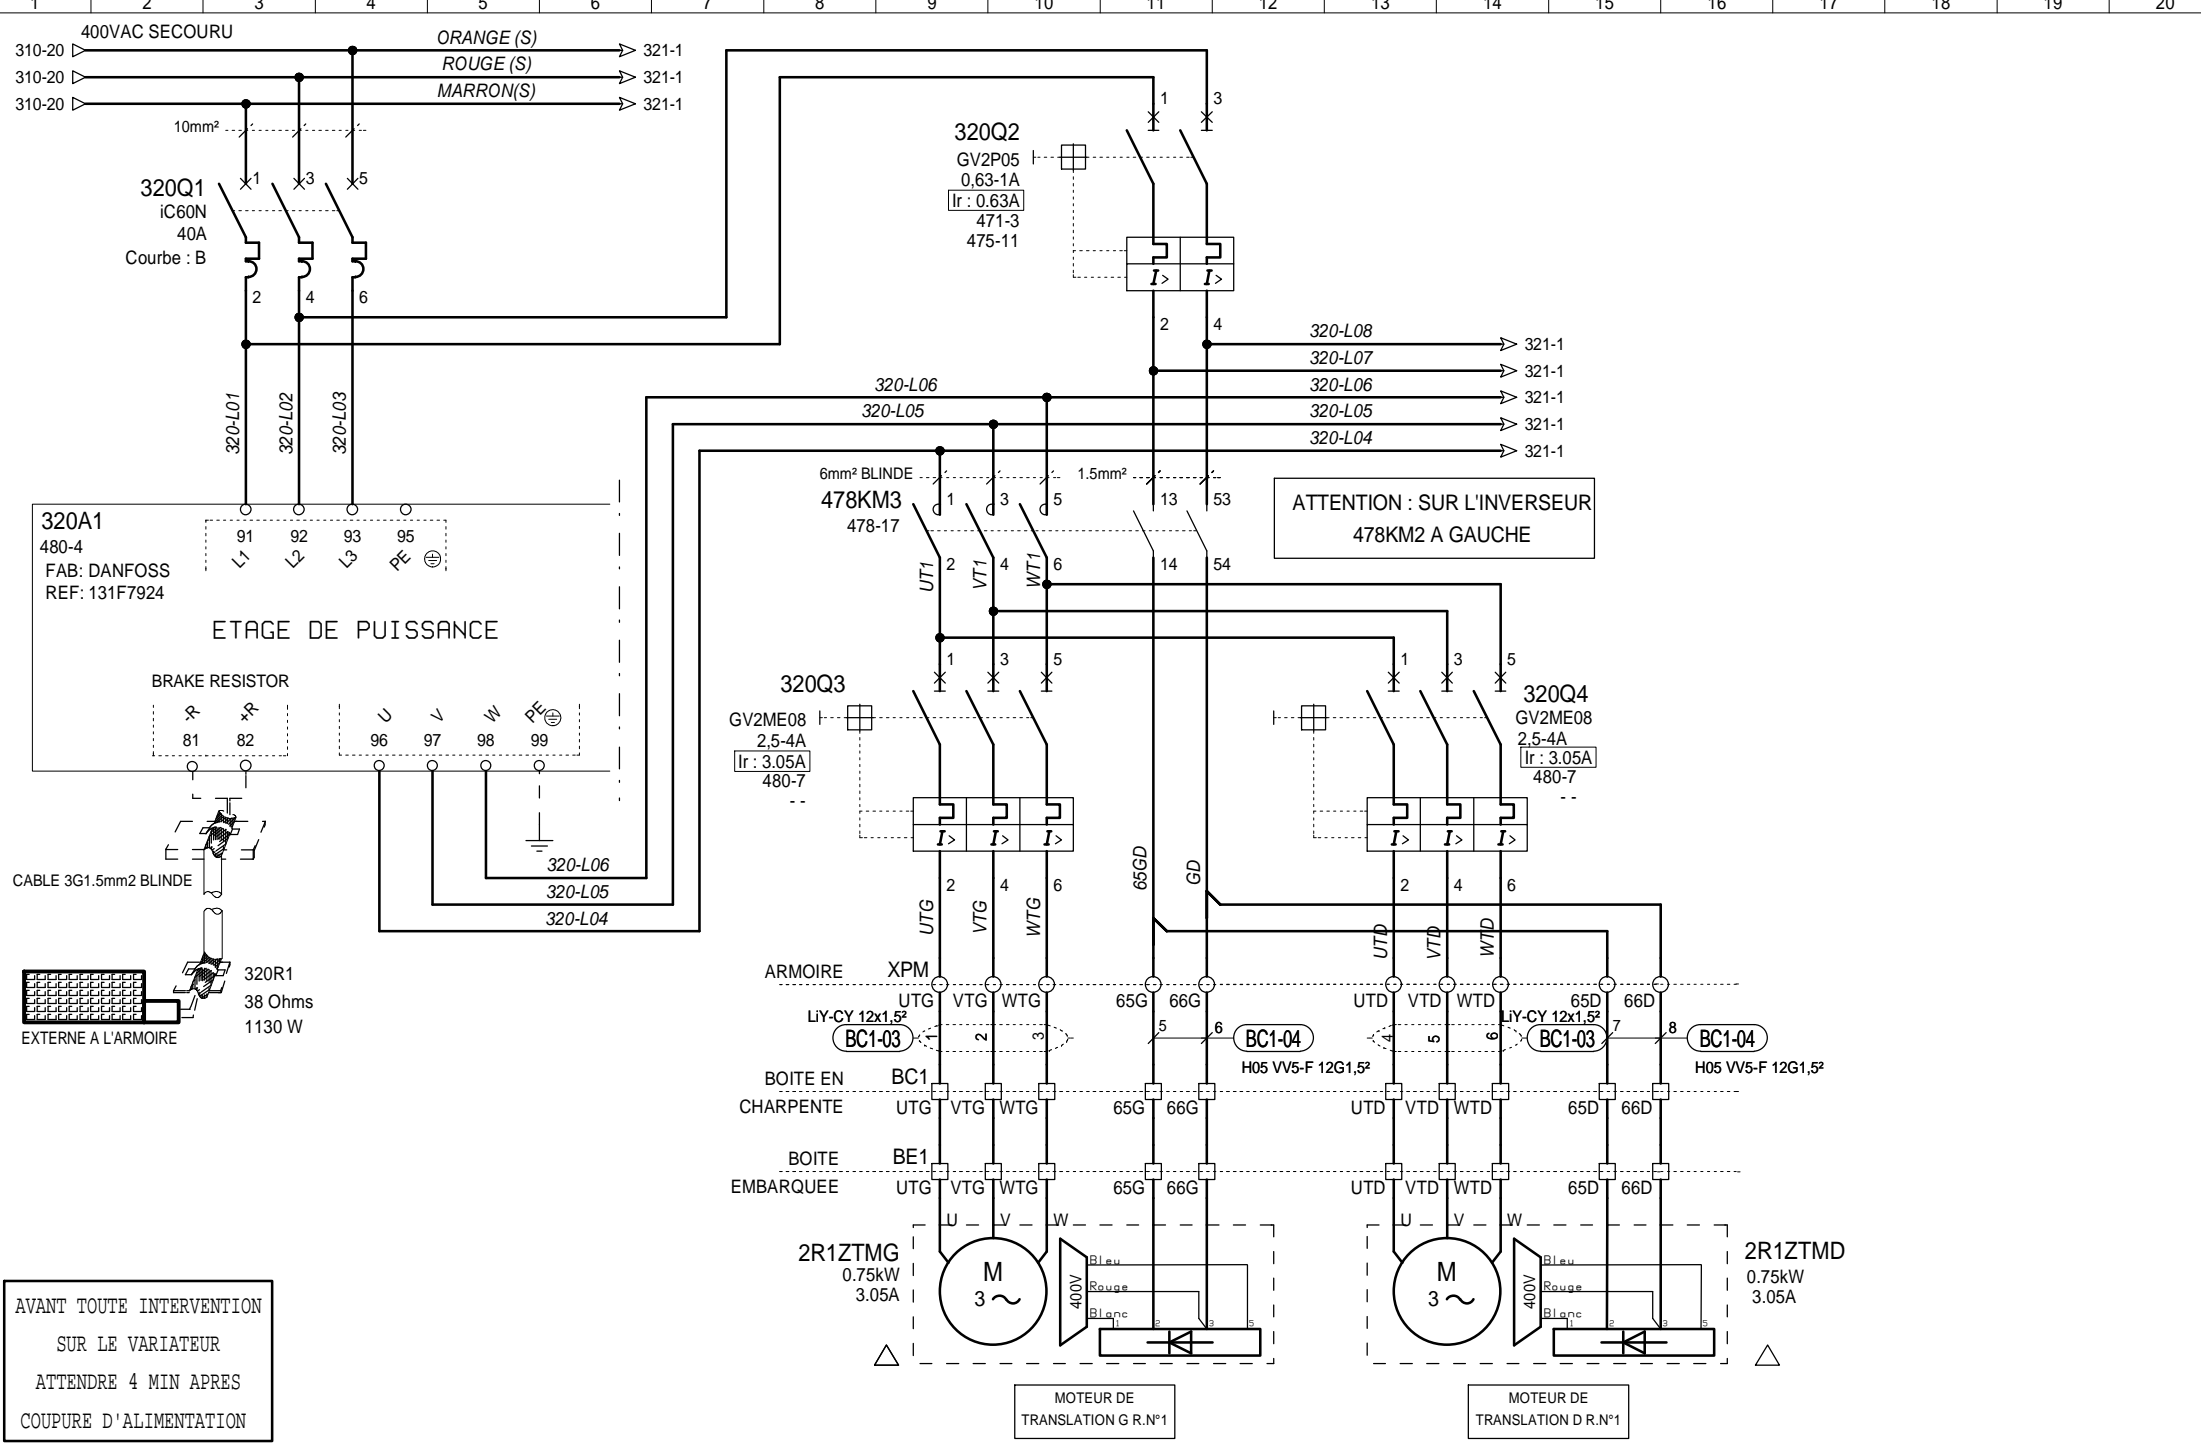 1 2 3 4 5 6 7 8 9 10 11 12 13 14 15 16 17 18 19 20
400VAC SECOURU
310-20 ORANGE (S) 321-1
310-20 ROUGE (S) 321-1
310-20 MARRON(S) 321-1
10mm²
320Q1
iC60N
40A
Courbe : B
1 3 5
2 4 6
320Q2
GV2P05
0,63-1A
Ir : 0.63A
471-3
475-11
1 3
I> I>
2 4
320-L08 321-1
320-L07 321-1
320-L06 320-L06 321-1
320-L05 320-L05 321-1
320-L04 321-1
320-L01 320-L02 320-L03
6mm² BLINDE 1.5mm²
478KM3
478-17
1 3 5 13 53
2 4 6 14 54
UT1 VT1 WT1
ATTENTION : SUR L'INVERSEUR
478KM2 A GAUCHE
320A1
480-4
FAB: DANFOSS
REF: 131F7924
91 92 93 95
L1 L2 L3 PE
ETAGE DE PUISSANCE
BRAKE RESISTOR
-R +R U V W PE
81 82 96 97 98 99
320-L06
320-L05
320-L04
CABLE 3G1.5mm2 BLINDE
320R1
38 Ohms
1130 W
EXTERNE A L'ARMOIRE
320Q3
GV2ME08
2,5-4A
Ir : 3.05A
480-7
- -
1 3 5
I> I> I>
2 4 6
UTG VTG WTG
65GD GD
320Q4
GV2ME08
2,5-4A
Ir : 3.05A
480-7
- -
1 3 5
I> I> I>
2 4 6
UTD VTD WTD
ARMOIRE XPM
UTG VTG WTG 65G 66G UTD VTD WTD 65D 66D
LiY-CY 12x1,5²
BC1-03 1 2 3
5 6 BC1-04
H05 VV5-F 12G1,5²
LiY-CY 12x1,5²
4 5 6 BC1-03
7 8 BC1-04
H05 VV5-F 12G1,5²
BOITE EN BC1
CHARPENTE UTG VTG WTG 65G 66G UTD VTD WTD 65D 66D
BOITE BE1
EMBARQUEE UTG VTG WTG 65G 66G UTD VTD WTD 65D 66D
U V W
2R1ZTMG
0.75kW
3.05A
M
3
400V
Bleu
Rouge
Blanc
1 2 3 5
U V W
M
3
400V
Bleu
Rouge
Blanc
1 2 3 5
2R1ZTMD
0.75kW
3.05A
MOTEUR DE
TRANSLATION G R.N°1
MOTEUR DE
TRANSLATION D R.N°1
AVANT TOUTE INTERVENTION
SUR LE VARIATEUR
ATTENDRE 4 MIN APRES
COUPURE D'ALIMENTATION